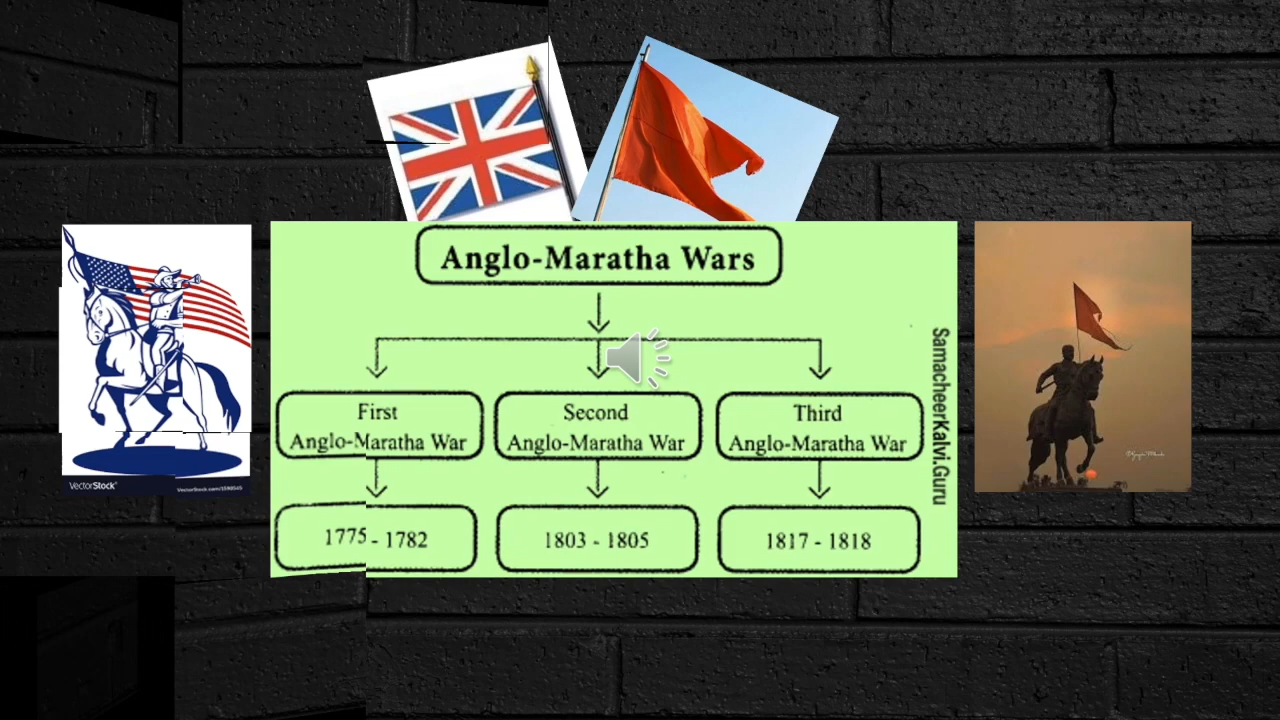 Anglo-Maratha Wars
First
Anglo-Maratha War
Second
Anglo-Maratha War
Third
Anglo-Maratha War
1775 - 1782
1803 - 1805
1817 - 1818
SamacheerKalvi.Guru
VectorStock®